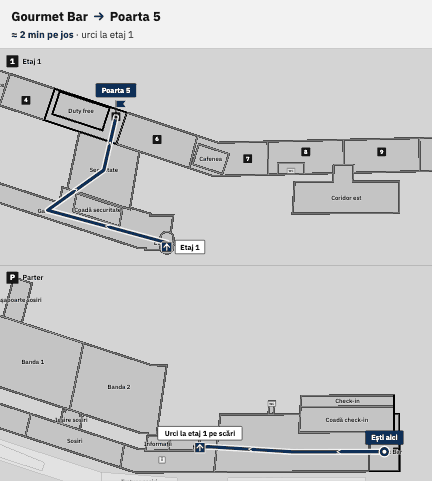 Gourmet Bar → Poarta 5
≈ 2 min pe jos · urci la etaj 1
1 Etaj 1
Poarta 5
4
Duty free
6
Cafenea
7
8
9
Securitate
Coridor est
Coadă securitate
Etaj 1
P Parter
Banda 1
Banda 2
Sosiri
Informații
Urci la etaj 1 pe scări
Check-in
Coadă check-in
Ești aici
Bar